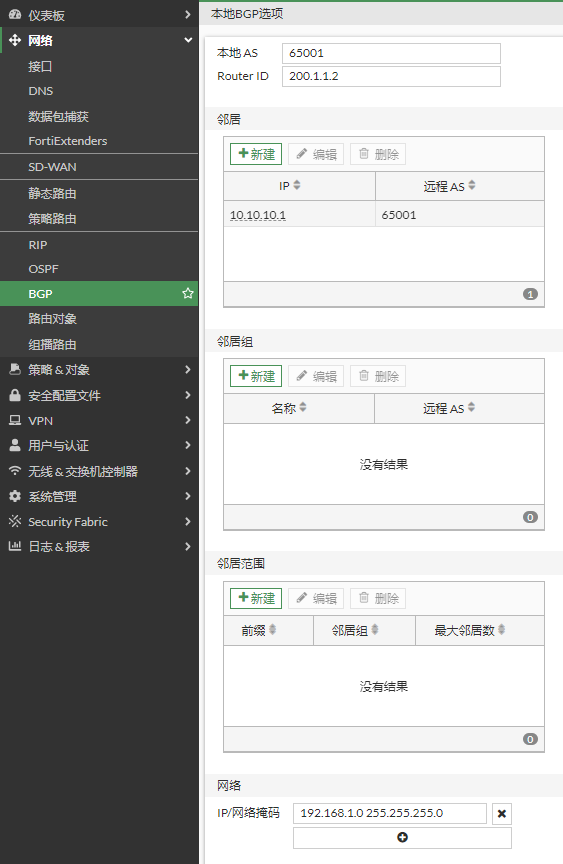 仪表板
网络
接口
DNS
数据包捕获
FortiExtenders
SD-WAN
静态路由
策略路由
RIP
OSPF
BGP
路由对象
组播路由
策略 & 对象
安全配置文件
VPN
用户与认证
无线 & 交换机控制器
系统管理
Security Fabric
日志 & 报表
本地BGP选项
本地 AS 65001
Router ID 200.1.1.2
邻居
新建 编辑 删除
IP 远程 AS
10.10.10.1 65001
1
邻居组
新建 编辑 删除
名称 远程 AS
没有结果
0
邻居范围
新建 编辑 删除
前缀 邻居组 最大邻居数
没有结果
0
网络
IP/网络掩码 192.168.1.0 255.255.255.0